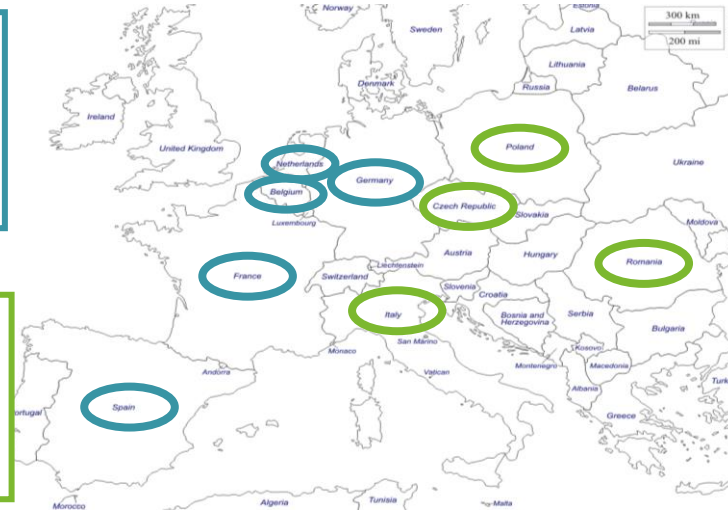 Norway
Estonia
Sweden
300 km
200 mi
Latvia
Lithuania
Denmark
Russia
Belarus
Ireland
United Kingdom
Poland
Netherlands
Ukraine
Germany
Belgium
Czech Republic
Slovakia
Luxembourg
Moldova
Austria
Hungary
Liechtenstein
Romania
France
Switzerland
Slovenia
Croatia
Italy
Bosnia and
Herzegovina
Serbia
Bulgaria
San Marino
Monaco
Kosovo
Andorra
Vatican
Montenegro
Macedonia
Turk
Albania
Spain
ortugal
Greece
Morocco
Algeria
Tunisia
Malta